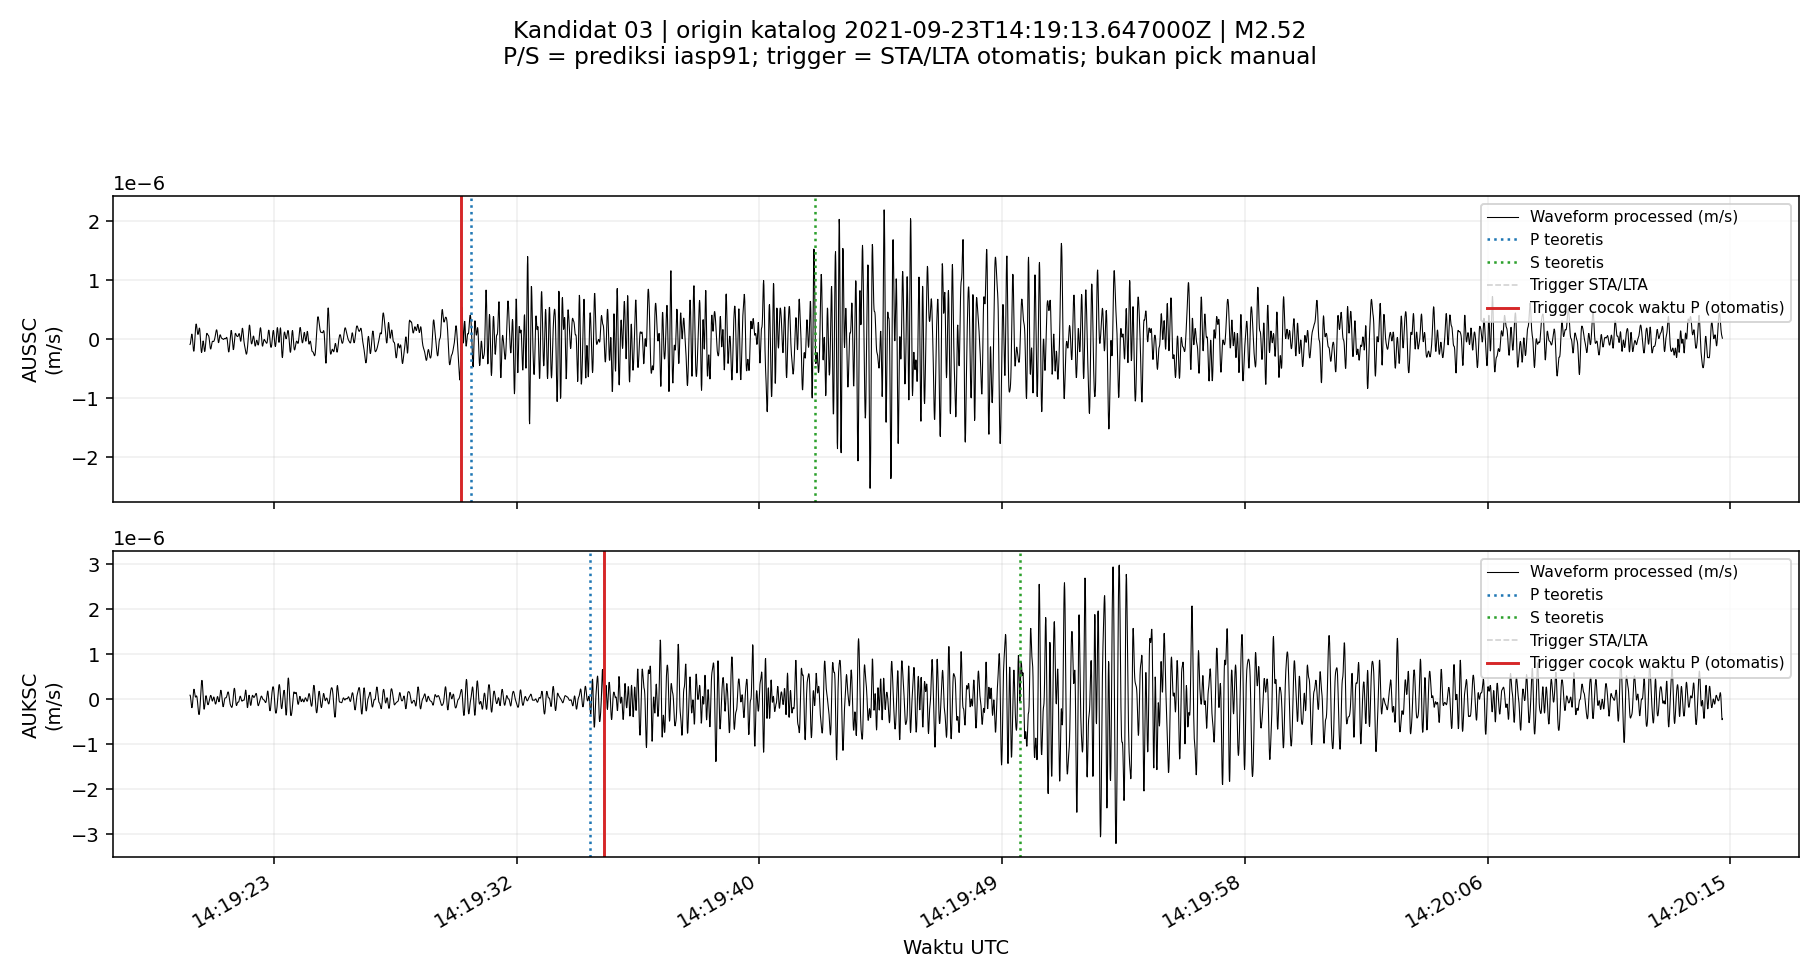 Kandidat 03 | origin katalog 2021-09-23T14:19:13.647000Z | M2.52
P/S = prediksi iasp91; trigger = STA/LTA otomatis; bukan pick manual
1e−6
2
1
0
−1
−2
AUSSC
(m/s)
Waveform processed (m/s)
P teoretis
S teoretis
Trigger STA/LTA
Trigger cocok waktu P (otomatis)
1e−6
3
2
1
0
−1
−2
−3
AUKSC
(m/s)
Waveform processed (m/s)
P teoretis
S teoretis
Trigger STA/LTA
Trigger cocok waktu P (otomatis)
14:19:23
14:19:32
14:19:40
14:19:49
14:19:58
14:20:06
14:20:15
Waktu UTC